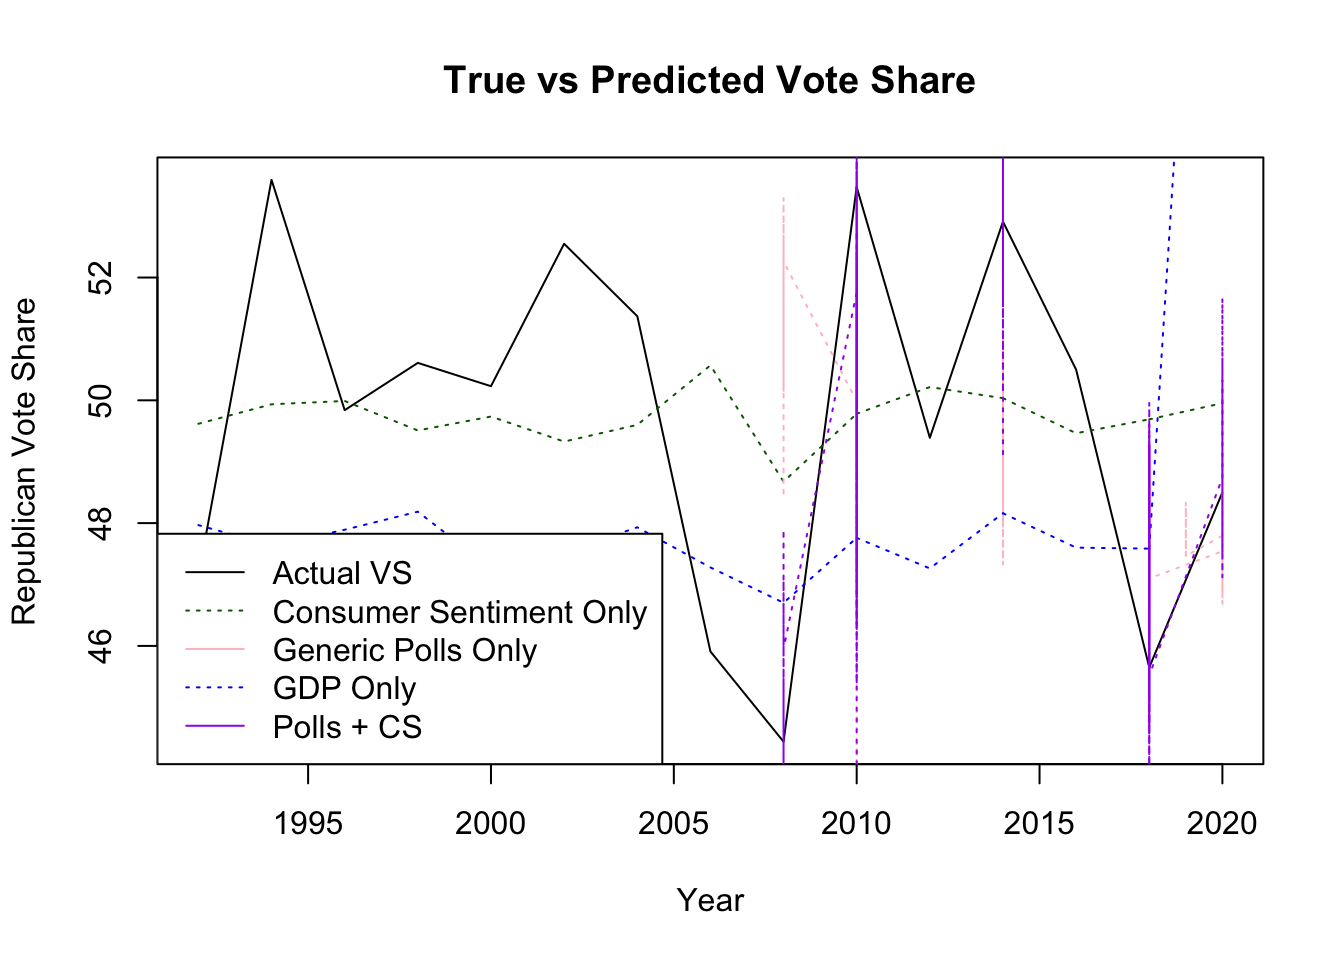 True vs Predicted Vote Share
Republican Vote Share
52
50
48
46
Actual VS
Consumer Sentiment Only
Generic Polls Only
GDP Only
Polls + CS
1995 2000 2005 2010 2015 2020
Year